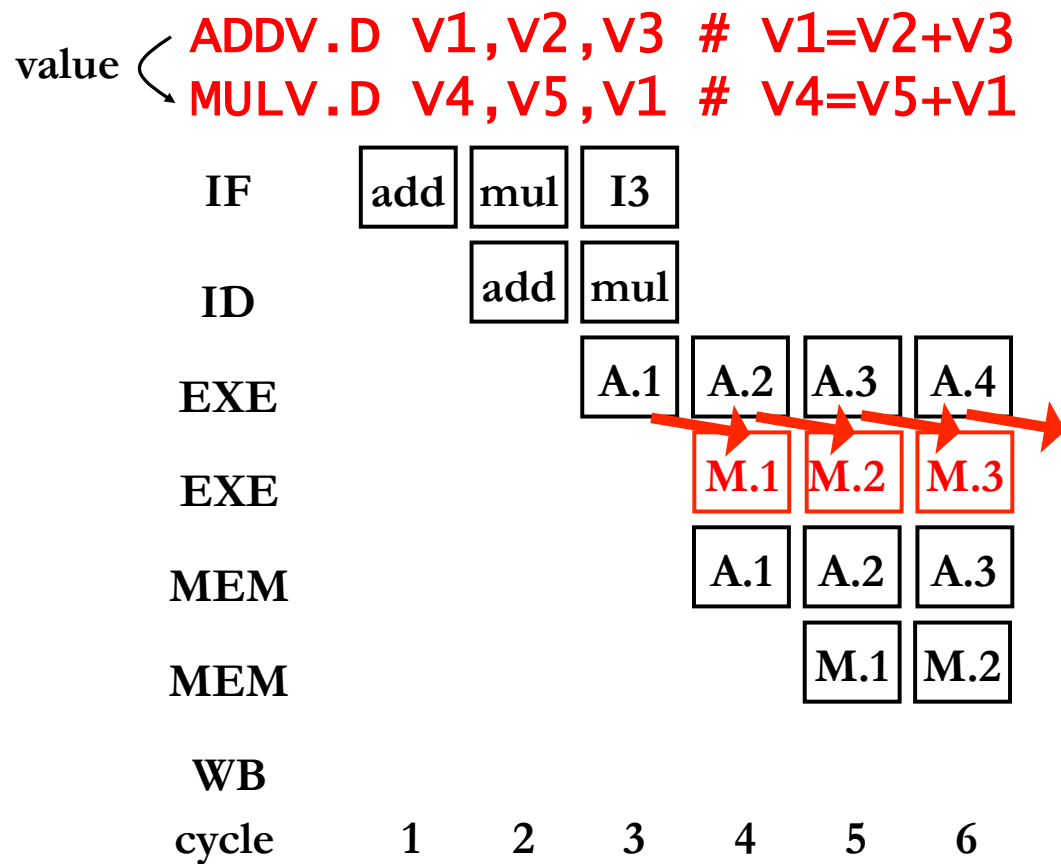 value
ADDV.D V1,V2,V3 # V1=V2+V3
MULV.D V4,V5,V1 # V4=V5+V1
IF add mul I3
ID add mul
EXE A.1 A.2 A.3 A.4
EXE M.1 M.2 M.3
MEM A.1 A.2 A.3
MEM M.1 M.2
WB
cycle 1 2 3 4 5 6